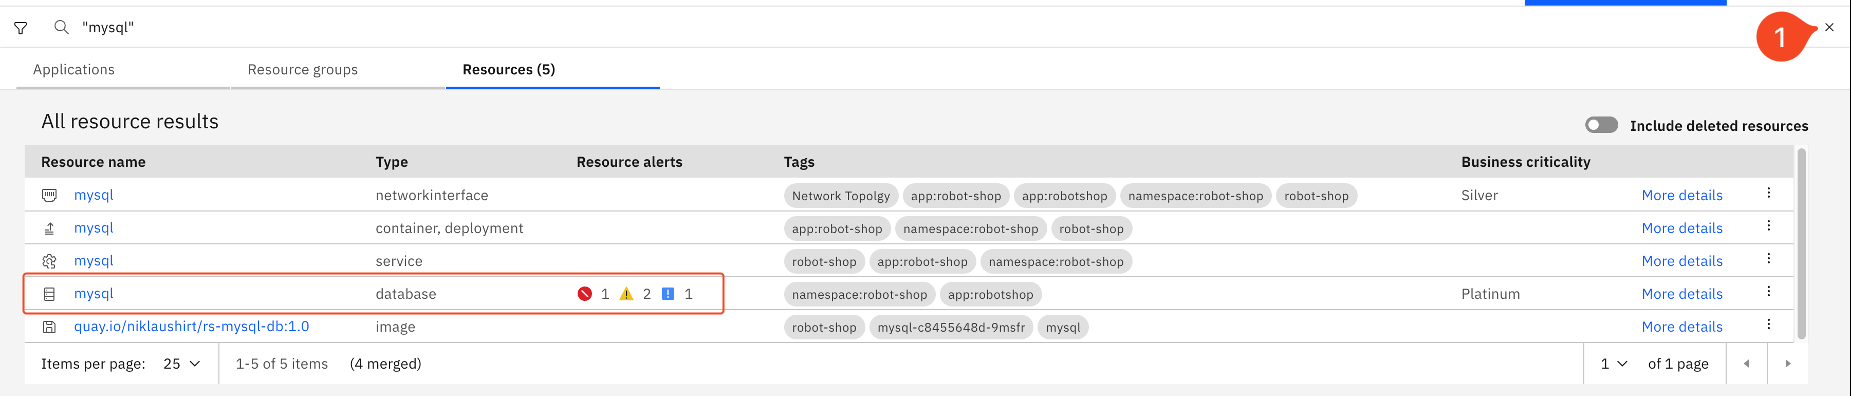 "mysql"
1
Applications Resource groups Resources (5)
All resource results
Include deleted resources
Resource name Type Resource alerts Tags Business criticality
mysql networkinterface Network Topolgy app:robot-shop app:robotshop namespace:robot-shop robot-shop Silver More details
mysql container, deployment app:robot-shop namespace:robot-shop robot-shop More details
mysql service robot-shop app:robot-shop namespace:robot-shop More details
mysql database 1 2 1 namespace:robot-shop app:robotshop Platinum More details
quay.io/niklaushirt/rs-mysql-db:1.0 image robot-shop mysql-c8455648d-9msfr mysql More details
Items per page: 25 1-5 of 5 items (4 merged) 1 of 1 page